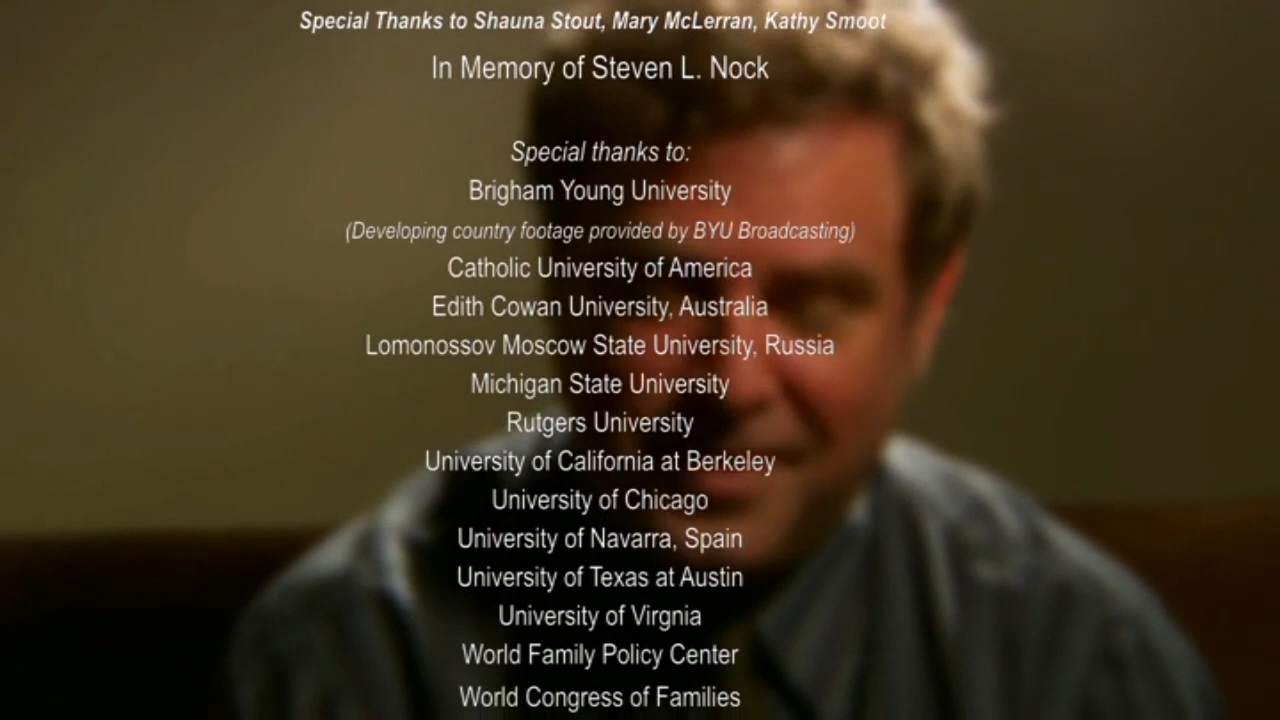 Special Thanks to Shauna Stout, Mary McLerran, Kathy Smoot
In Memory of Steven L. Nock
Special thanks to:
Brigham Young University
(Developing country footage provided by BYU Broadcasting)
Catholic University of America
Edith Cowan University, Australia
Lomonossov Moscow State University, Russia
Michigan State University
Rutgers University
University of California at Berkeley
University of Chicago
University of Navarra, Spain
University of Texas at Austin
University of Virgnia
World Family Policy Center
World Congress of Families